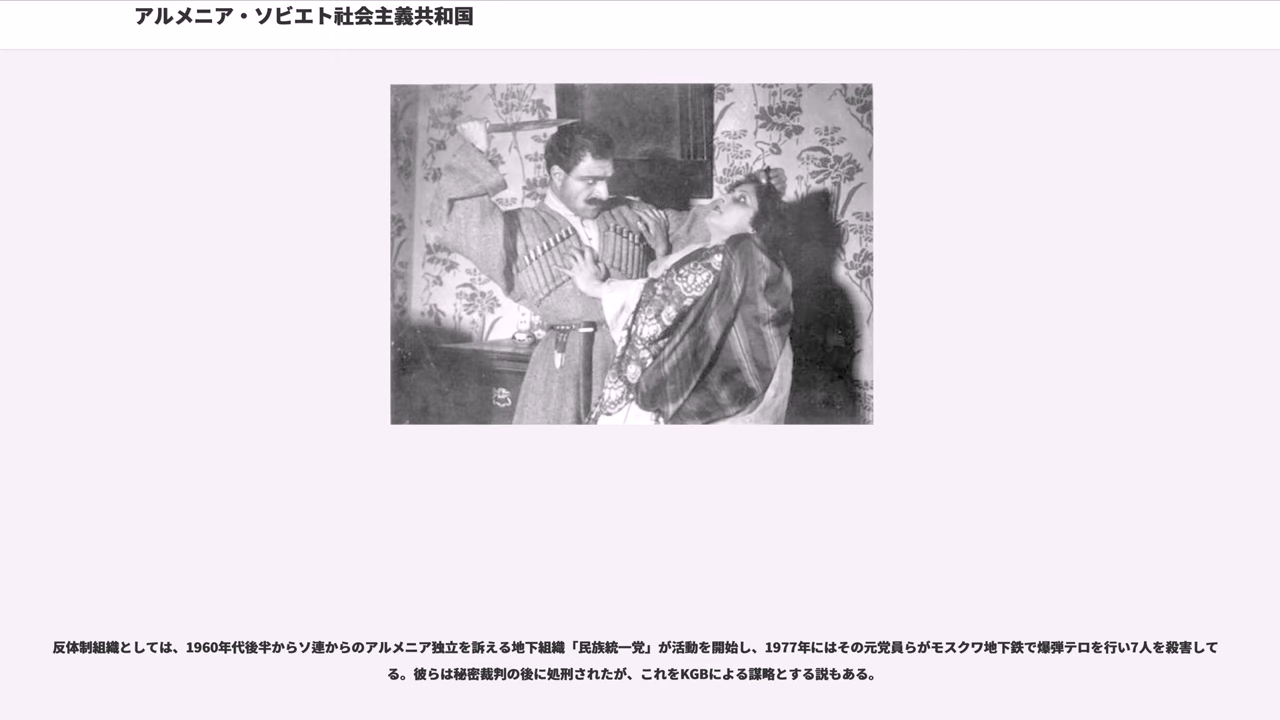 アルメニア・ソビエト社会主義共和国
反体制組織としては、1960年代後半からソ連からのアルメニア独立を訴える地下組織「民族統一党」が活動を開始し、1977年にはその元党員らがモスクワ地下鉄で爆弾テロを行い7人を殺害して
る。彼らは秘密裁判の後に処刑されたが、これをKGBによる謀略とする説もある。